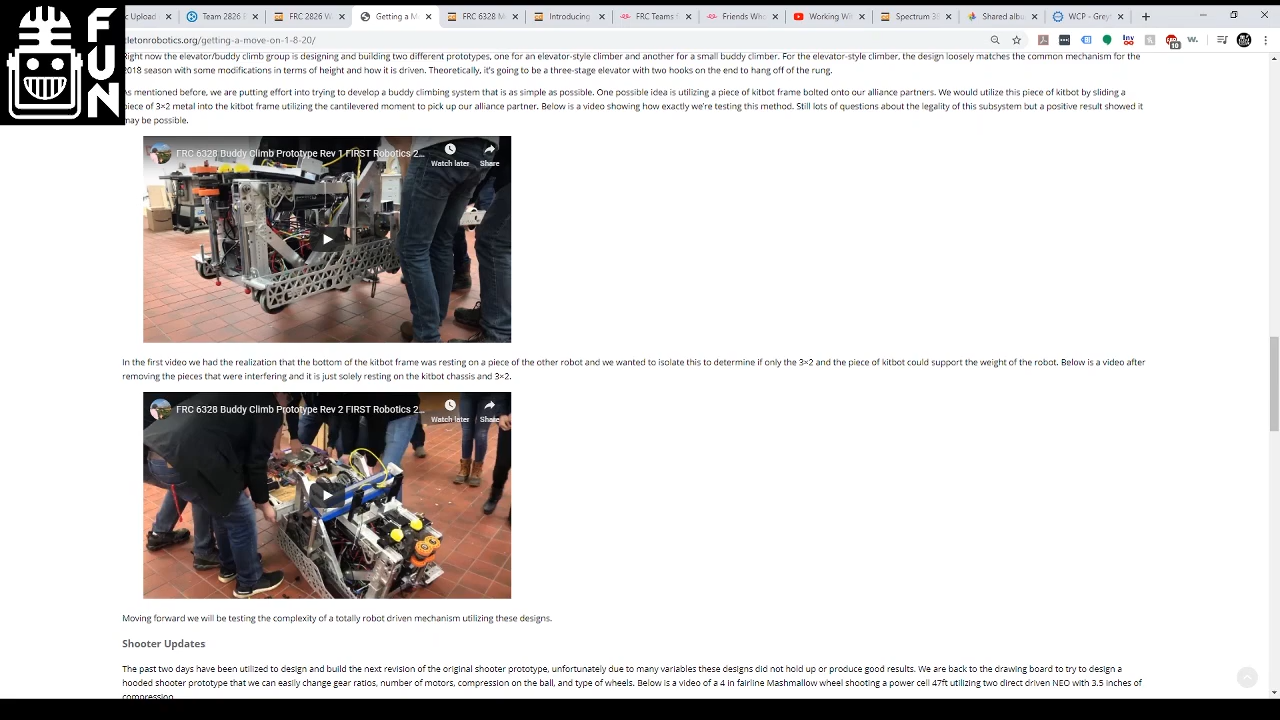 FUN
Upload
Team 2826
FRC 2826 W
Getting a M
FRC 6328 M
Introducing
FRC Teams
Friends Whe
Working Wi
Spectrum 3
Shared alba
WCP - Grey
tletonrobotics.org/getting-a-move-on-1-8-20/
Right now the elevator/buddy climb group is designing and building two different prototypes, one for an elevator-style climber and another for a small buddy climber. For the elevator-style climber, the design loosely matches the common mechanism for the
2018 season with some modifications in terms of height and how it is driven. Theoretically, it's going to be a three-stage elevator with two hooks on the end to hang off of the rung.
As mentioned before, we are putting effort into trying to develop a buddy climbing system that is as simple as possible. One possible idea is utilizing a piece of kitbot frame bolted onto our alliance partners. We would utilize this piece of kitbot by sliding a
piece of 3×2 metal into the kitbot frame utilizing the cantilevered moment to pick up our alliance partner. Below is a video showing how exactly we're testing this method. Still lots of questions about the legality of this subsystem but a positive result showed it
may be possible.
FRC 6328 Buddy Climb Prototype Rev 1 FIRST Robotics 2...
Watch later
Share
In the first video we had the realization that the bottom of the kitbot frame was resting on a piece of the other robot and we wanted to isolate this to determine if only the 3×2 and the piece of kitbot could support the weight of the robot. Below is a video after
removing the pieces that were interfering and it is just solely resting on the kitbot chassis and 3×2.
FRC 6328 Buddy Climb Prototype Rev 2 FIRST Robotics 2...
Watch later
Share
Moving forward we will be testing the complexity of a totally robot driven mechanism utilizing these designs.
Shooter Updates
The past two days have been utilized to design and build the next revision of the original shooter prototype, unfortunately due to many variables these designs did not hold up or produce good results. We are back to the drawing board to try to design a
hooded shooter prototype that we can easily change gear ratios, number of motors, compression on the ball, and type of wheels. Below is a video of a 4 in fairline Mashmallow wheel shooting a power cell 47ft utilizing two direct driven NEO with 3.5 inches of
compression.